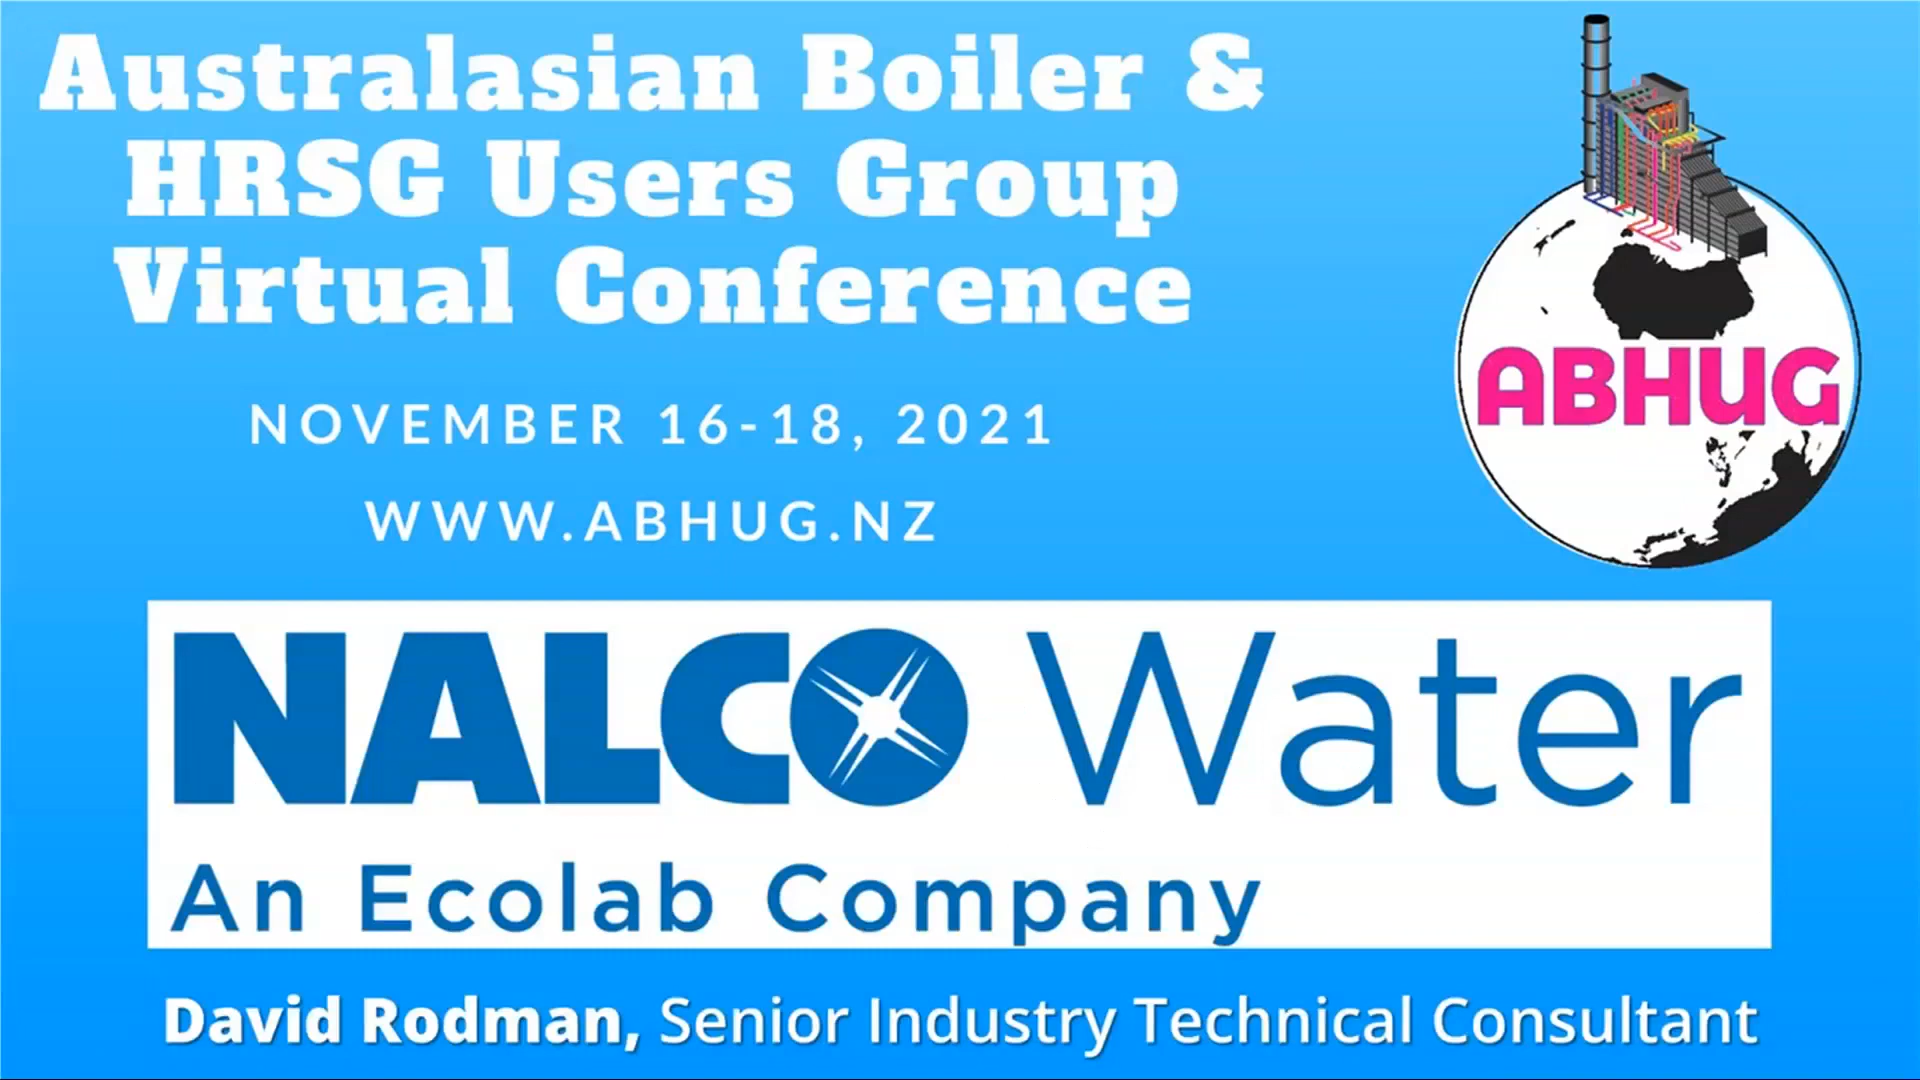 Australasian Boiler &
HRSG Users Group
Virtual Conference
NOVEMBER 16-18, 2021
WWW.ABHUG.NZ
ABHUG
NALCO Water
An Ecolab Company
David Rodman, Senior Industry Technical Consultant